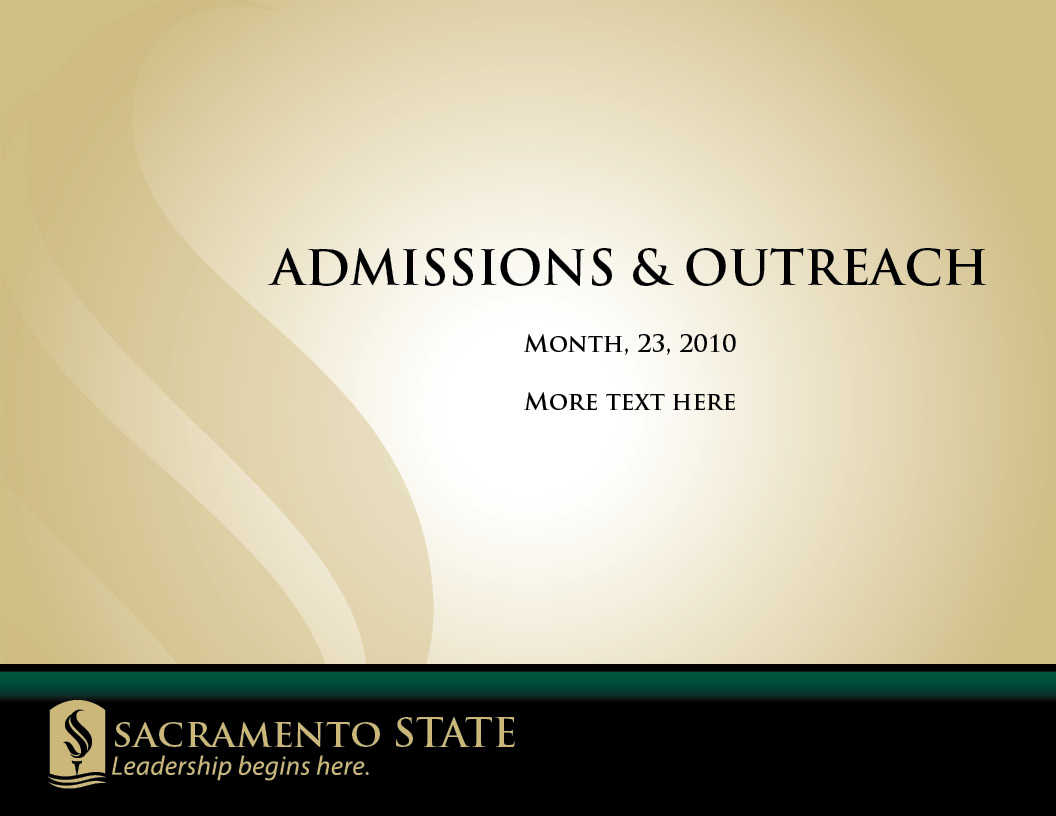 ADMISSIONS & OUTREACH
MONTH, 23, 2010
MORE TEXT HERE
SACRAMENTO STATE
Leadership begins here.